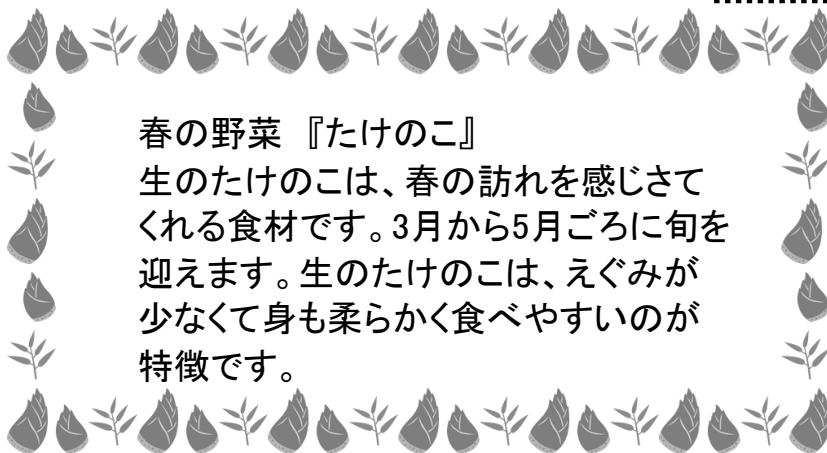 春の野菜　『たけのこ』
生のたけのこは、春の訪れを感じさて
くれる食材です。3月から5月ごろに旬を
迎えます。生のたけのこは、えぐみが
少なくて身も柔らかく食べやすいのが
特徴です。